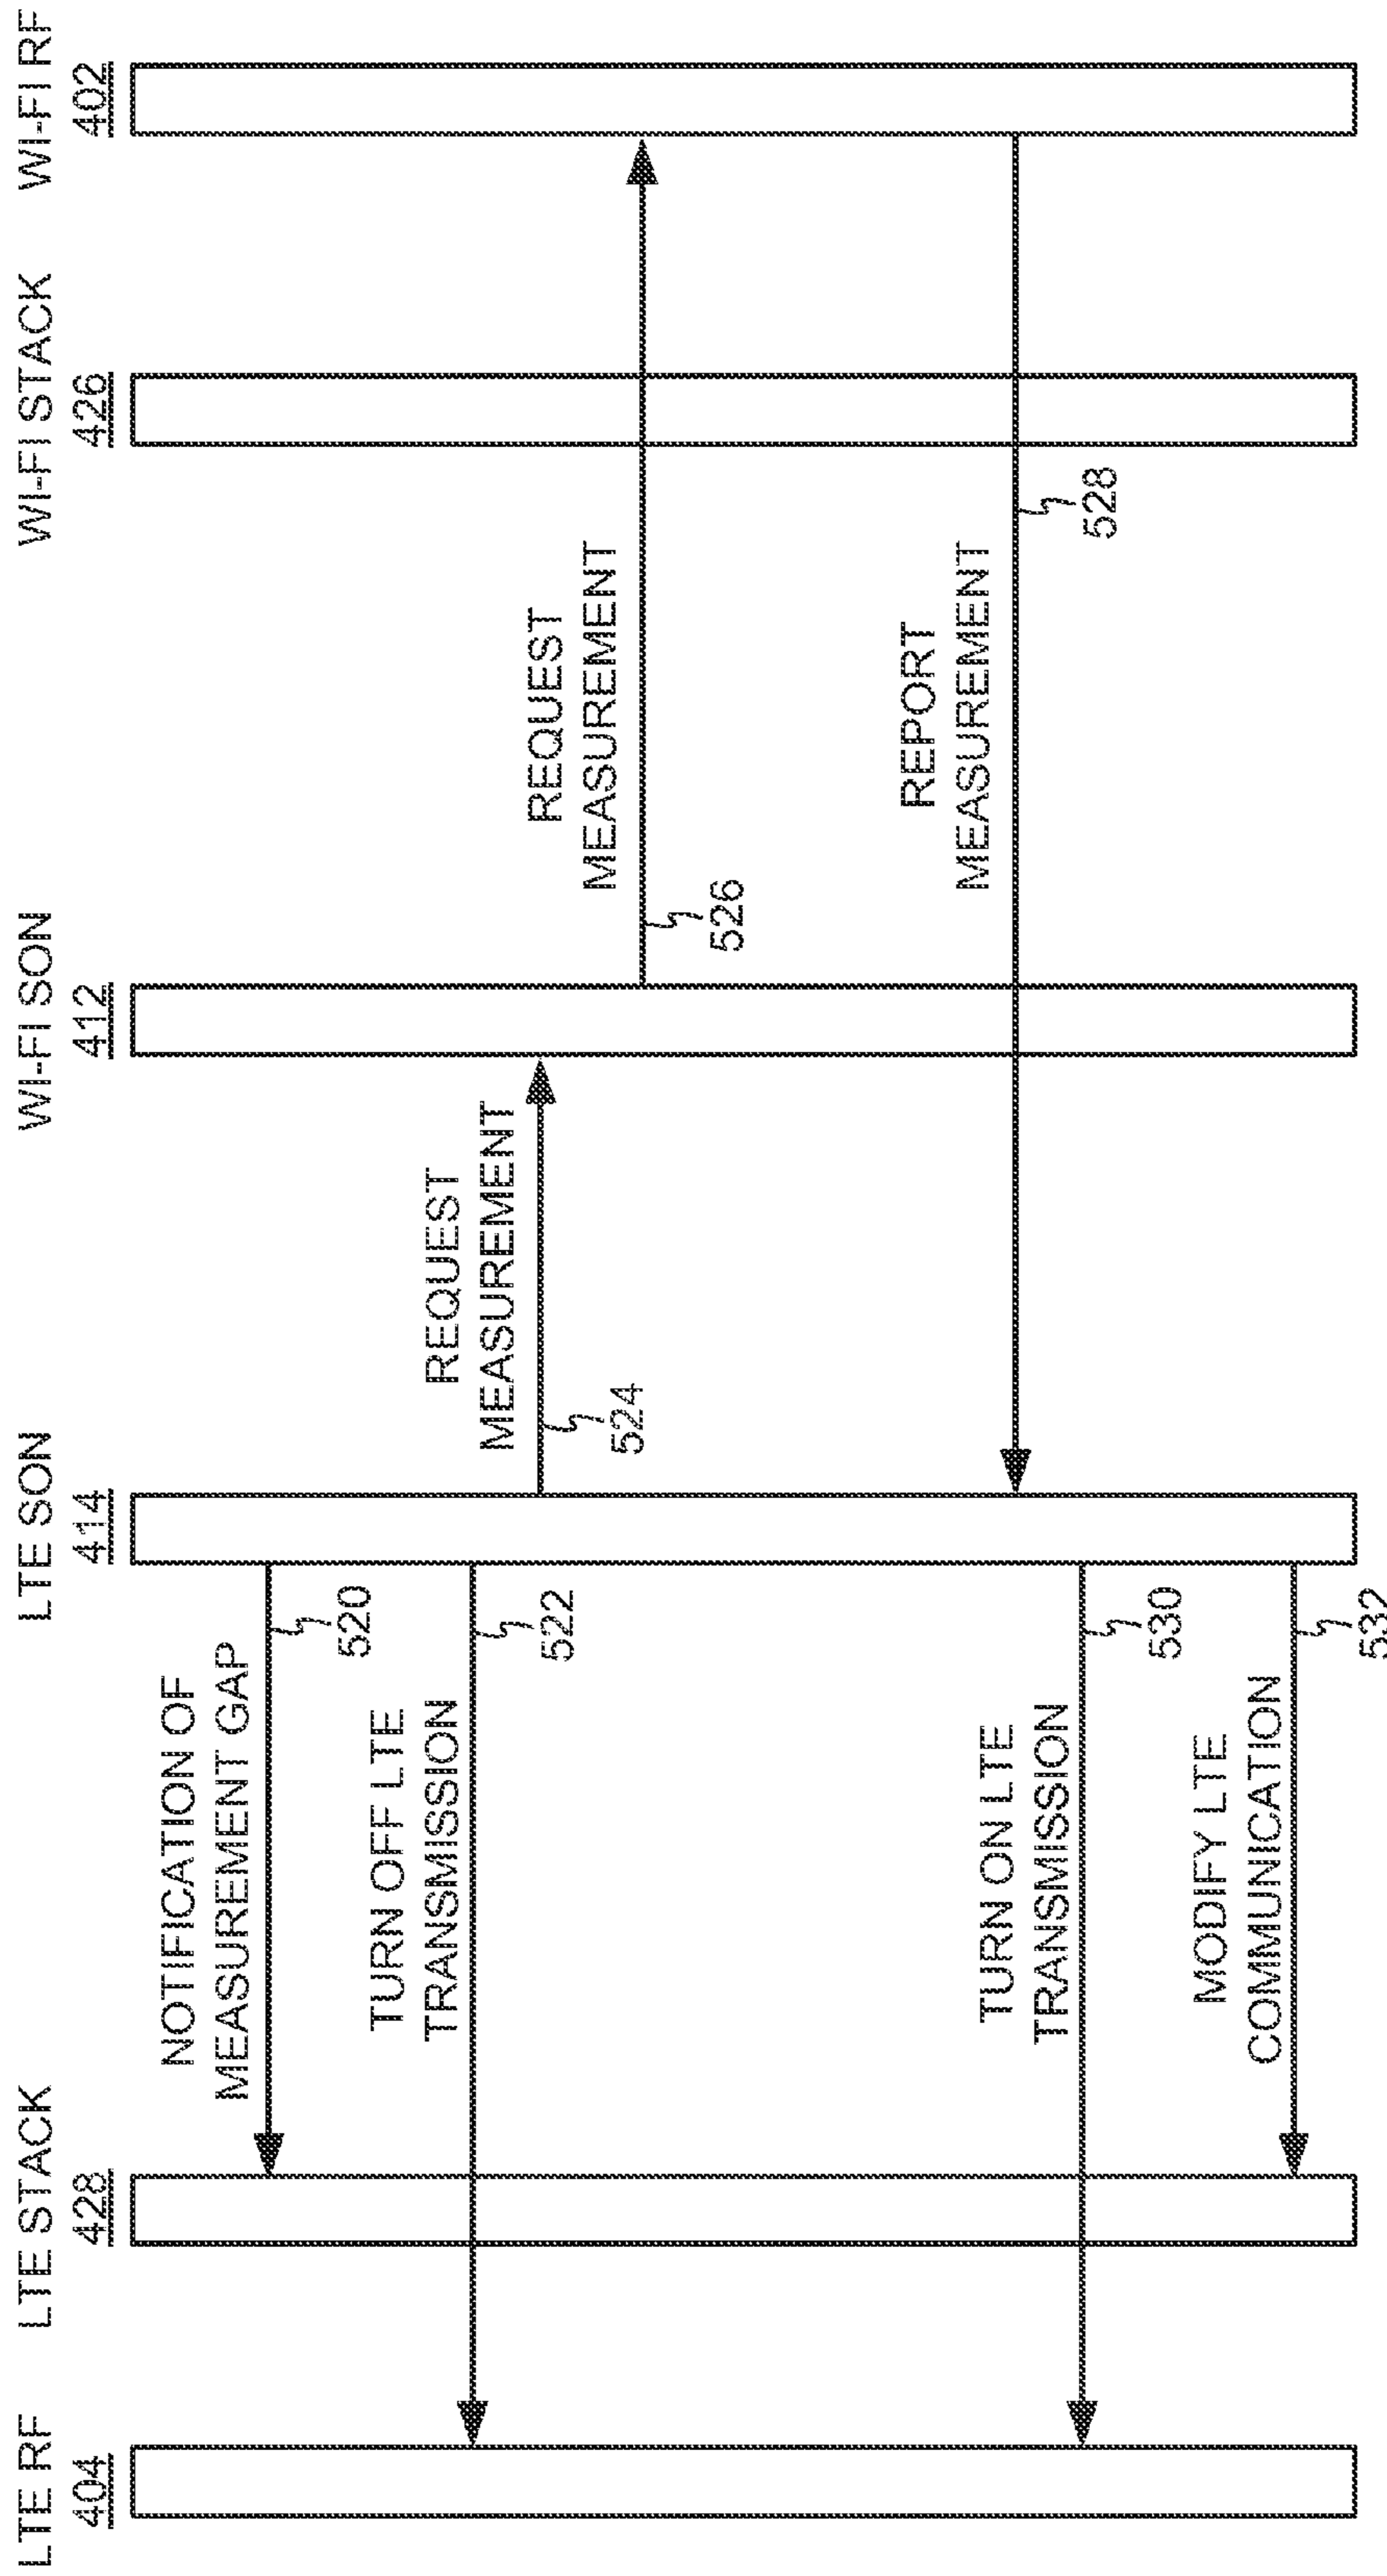 LTE RF
404
LTE STACK
428
LTE SON
414
WI-FI SON
412
WI-FI STACK
426
WI-FI RF
402
NOTIFICATION OF
MEASUREMENT GAP
520
TURN OFF LTE
TRANSMISSION
522
REQUEST
MEASUREMENT
524
REQUEST
MEASUREMENT
526
REPORT
MEASUREMENT
528
TURN ON LTE
TRANSMISSION
530
MODIFY LTE
COMMUNICATION
532